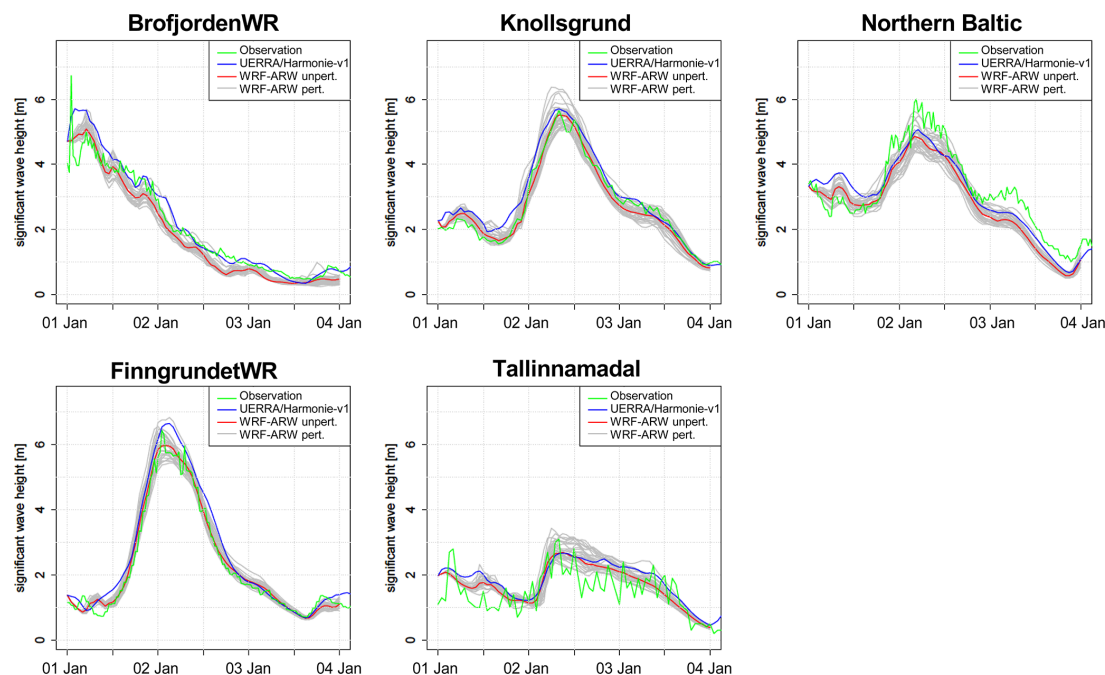 BrofjordenWR
Observation
UERRA/Harmonie-v1
WRF-ARW unpert.
WRF-ARW pert.
significant wave height [m]
6
4
2
0
01 Jan 02 Jan 03 Jan 04 Jan
Knollsgrund
Observation
UERRA/Harmonie-v1
WRF-ARW unpert.
WRF-ARW pert.
significant wave height [m]
6
4
2
0
01 Jan 02 Jan 03 Jan 04 Jan
Northern Baltic
Observation
UERRA/Harmonie-v1
WRF-ARW unpert.
WRF-ARW pert.
significant wave height [m]
6
4
2
0
01 Jan 02 Jan 03 Jan 04 Jan
FinngrundetWR
Observation
UERRA/Harmonie-v1
WRF-ARW unpert.
WRF-ARW pert.
significant wave height [m]
6
4
2
0
01 Jan 02 Jan 03 Jan 04 Jan
Tallinnamadal
Observation
UERRA/Harmonie-v1
WRF-ARW unpert.
WRF-ARW pert.
significant wave height [m]
6
4
2
0
01 Jan 02 Jan 03 Jan 04 Jan